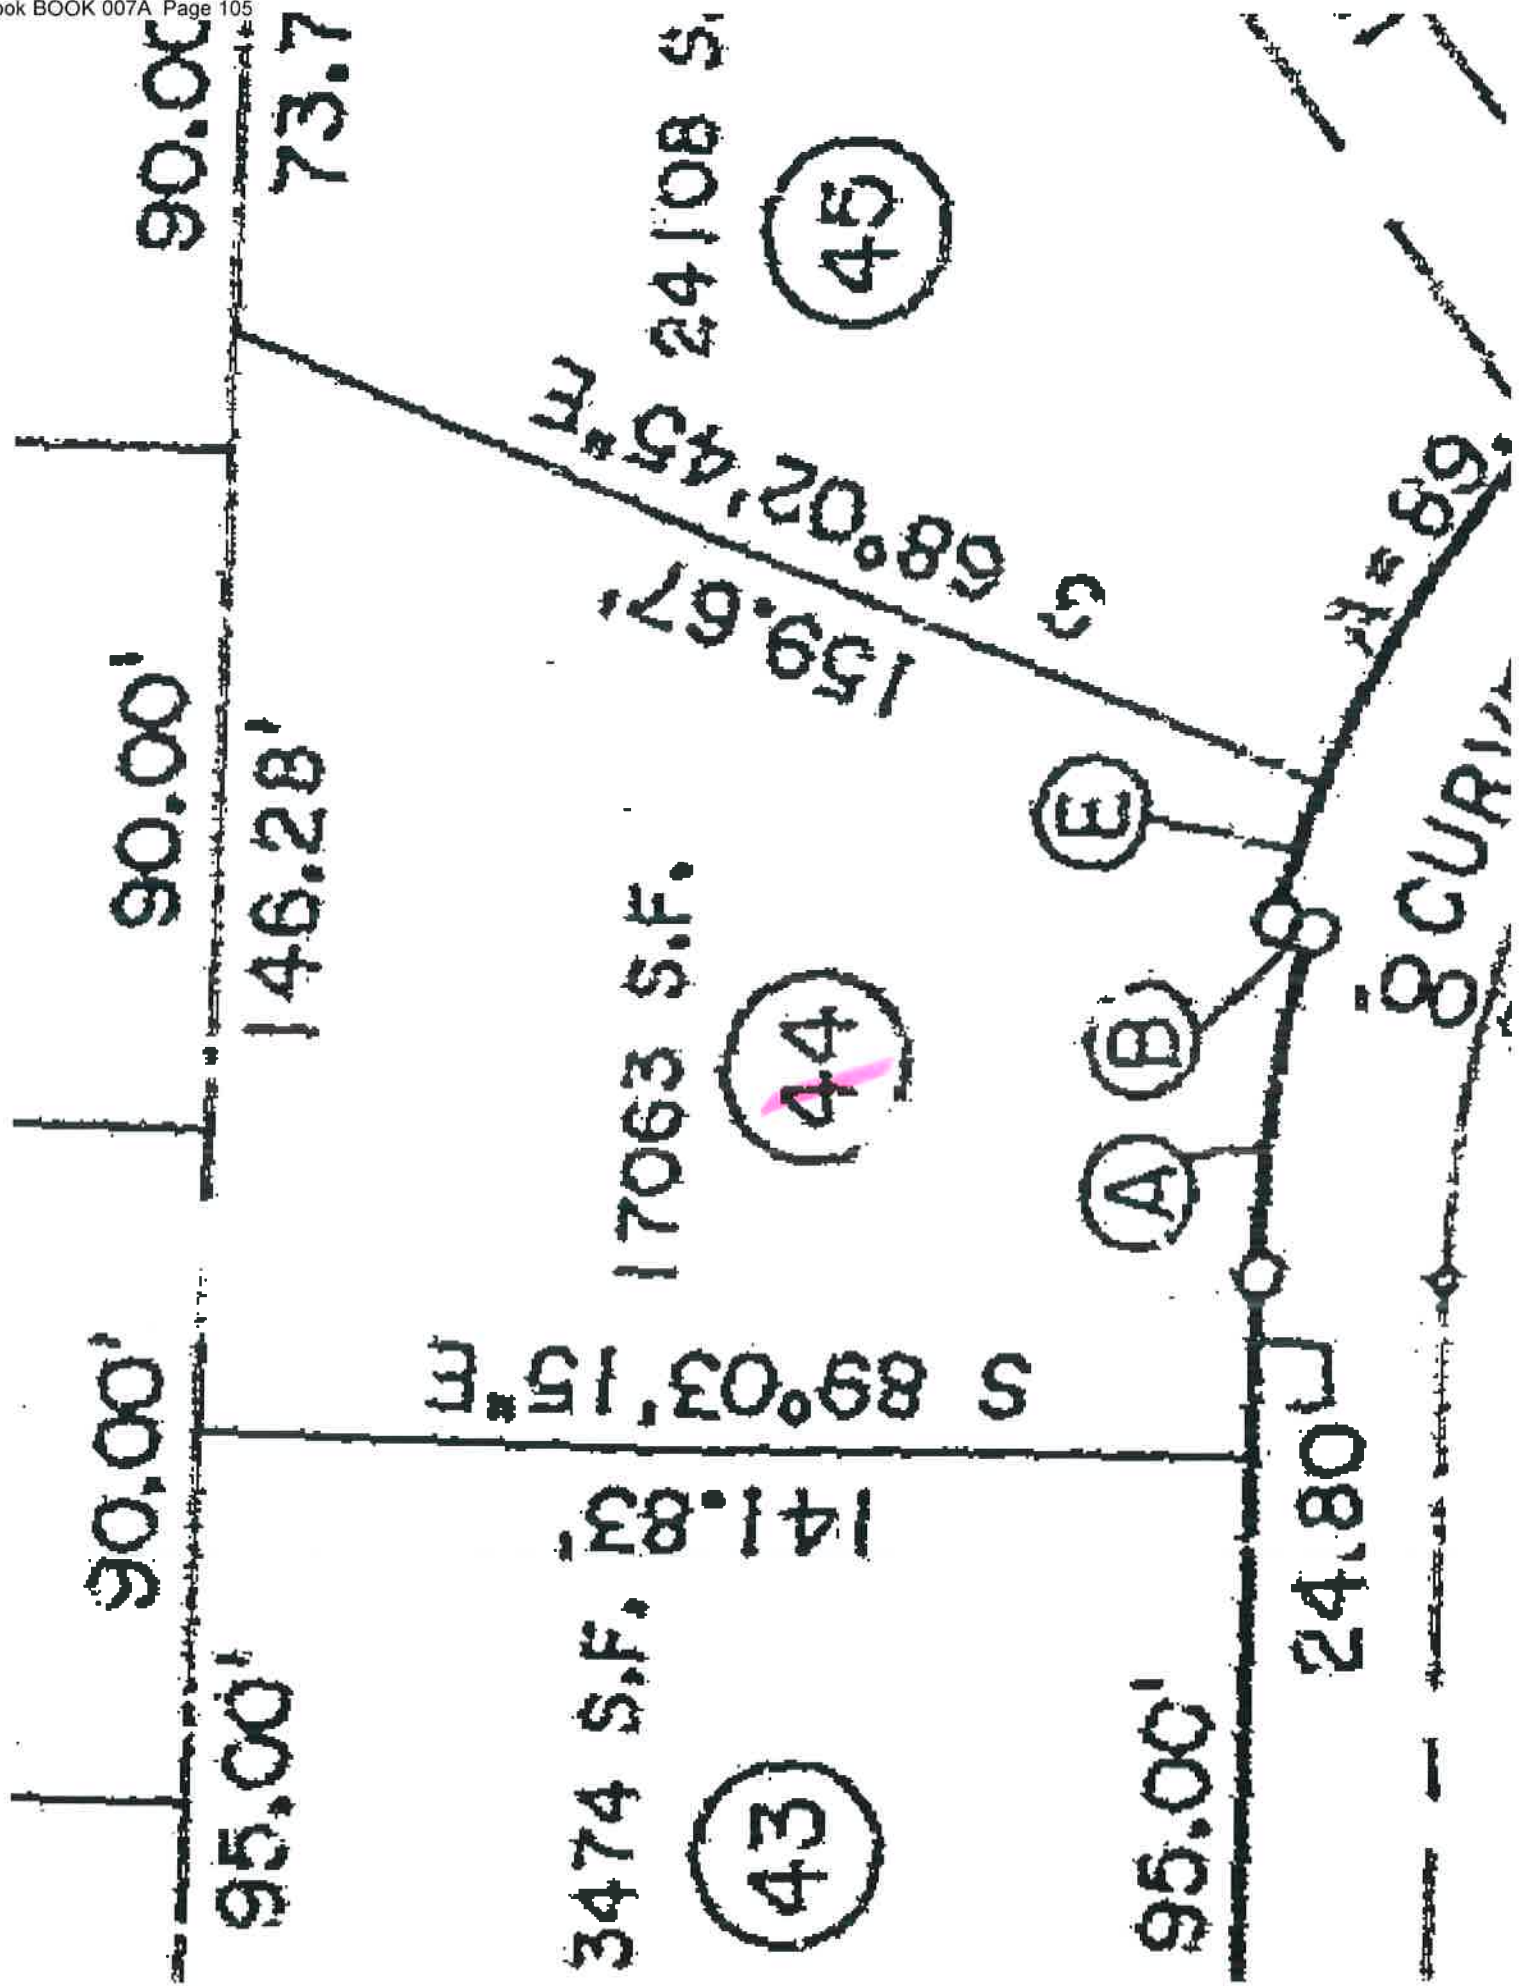 ook BOOK 007A Page 105
90.00
73.7
24108 S.
45
S 68°02'45"E
159.67'
A=89.
90.00'
146.28'
17063 S.F.
44
E
B
A
8 CURI
S 89°03'15"E
141.83'
90.00'
24.80
95.00'
3474 S.F.
43
95.00'